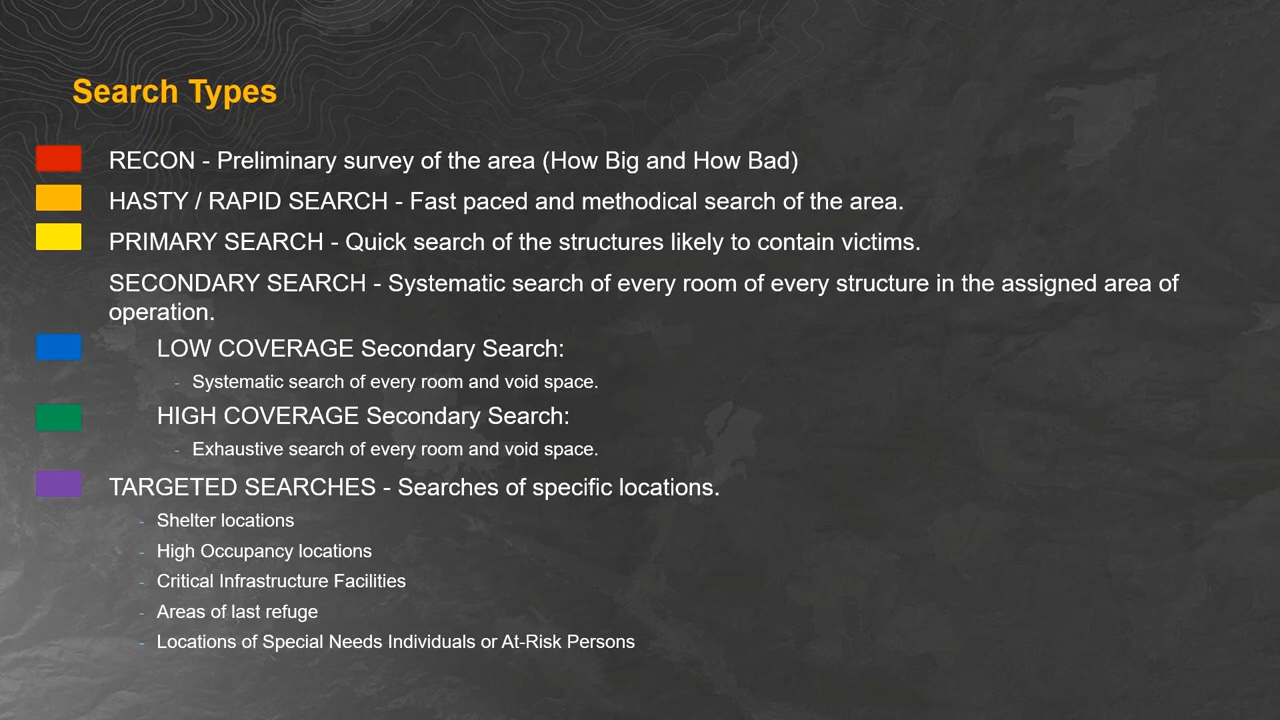 Search Types
RECON - Preliminary survey of the area (How Big and How Bad)
HASTY / RAPID SEARCH - Fast paced and methodical search of the area.
PRIMARY SEARCH - Quick search of the structures likely to contain victims.
SECONDARY SEARCH - Systematic search of every room of every structure in the assigned area of
operation.
LOW COVERAGE Secondary Search:
- Systematic search of every room and void space.
HIGH COVERAGE Secondary Search:
- Exhaustive search of every room and void space.
TARGETED SEARCHES - Searches of specific locations.
- Shelter locations
- High Occupancy locations
- Critical Infrastructure Facilities
- Areas of last refuge
- Locations of Special Needs Individuals or At-Risk Persons